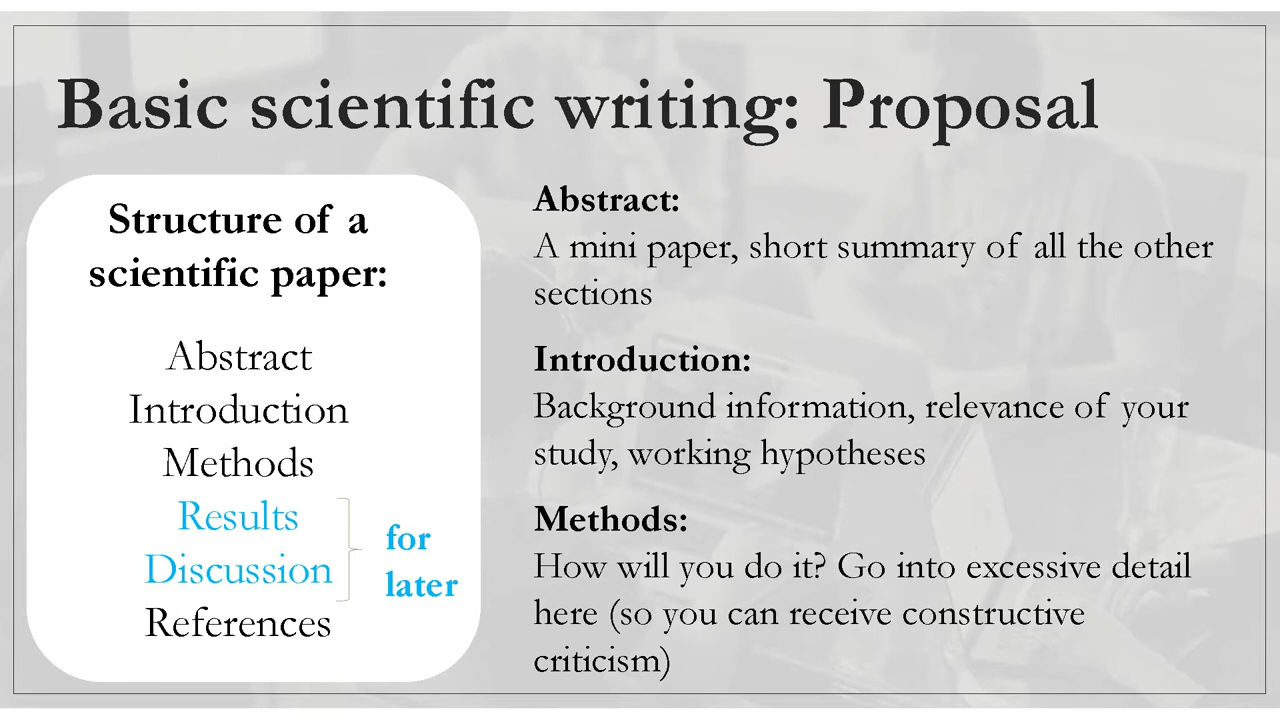 Basic scientific writing: Proposal
Structure of a
scientific paper:
Abstract
Introduction
Methods
Results
Discussion
References
for
later
Abstract:
A mini paper, short summary of all the other
sections
Introduction:
Background information, relevance of your
study, working hypotheses
Methods:
How will you do it? Go into excessive detail
here (so you can receive constructive
criticism)